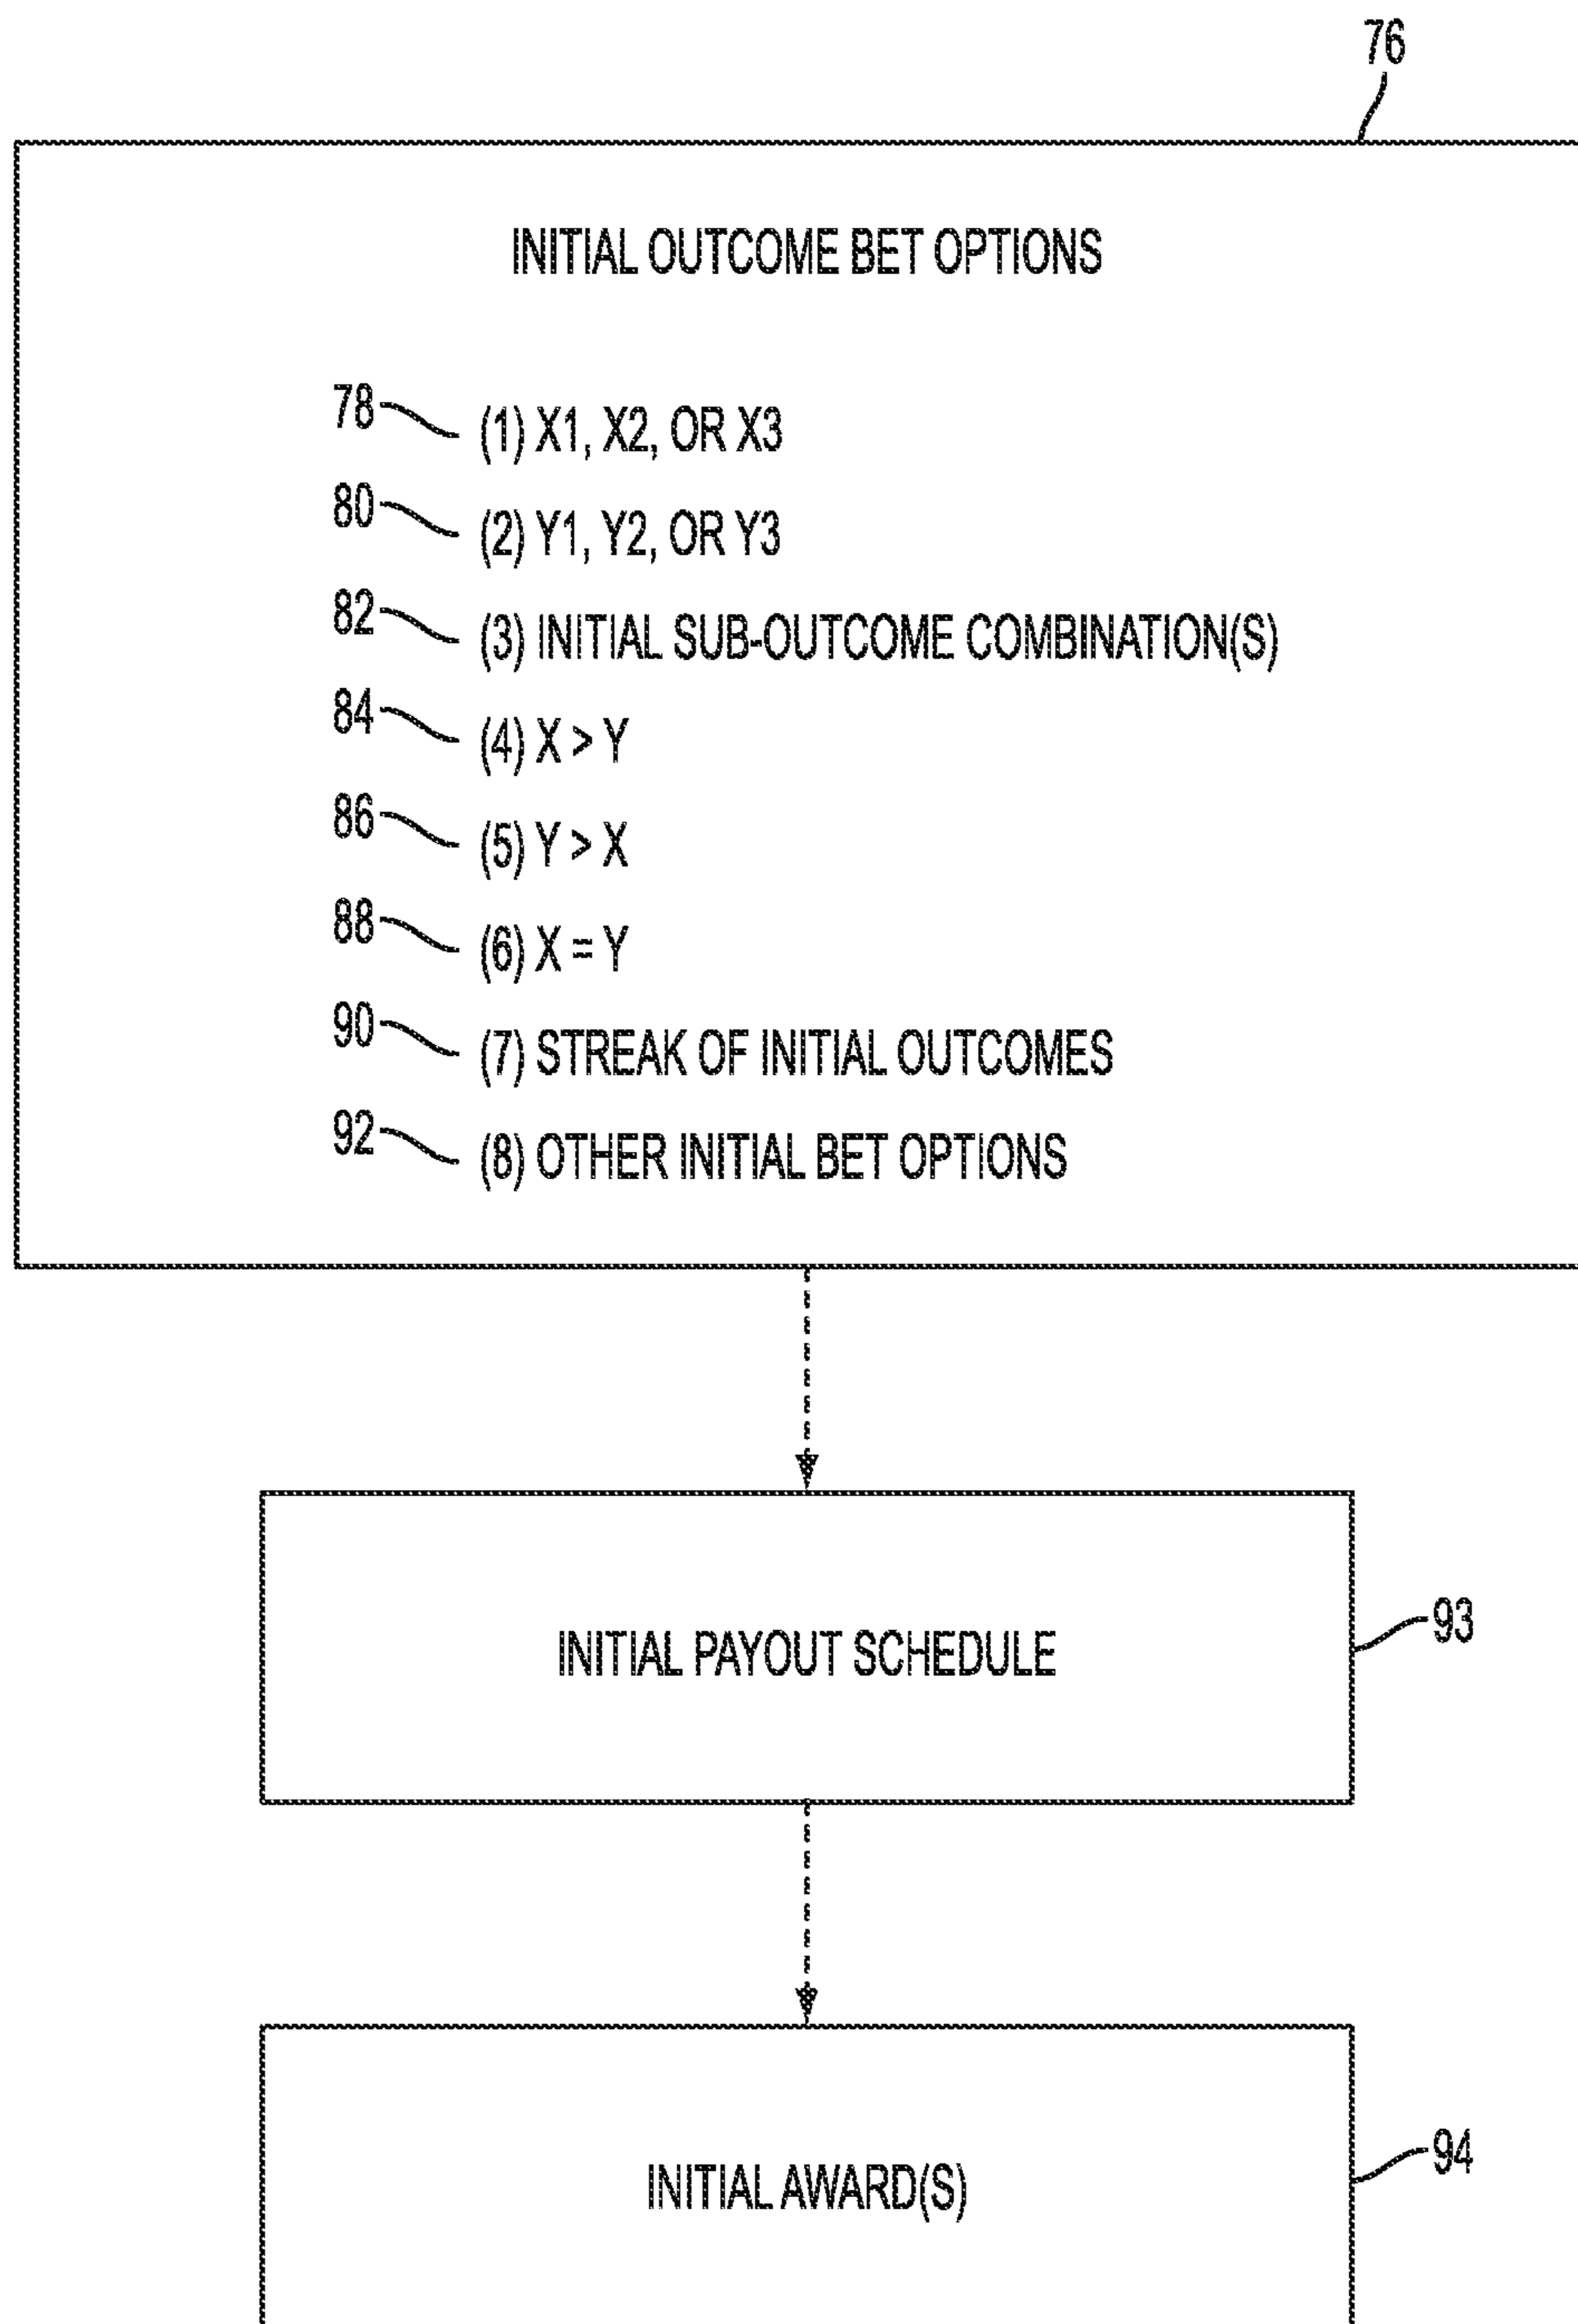 76
INITIAL OUTCOME BET OPTIONS
78 (1) X1, X2, OR X3
80 (2) Y1, Y2, OR Y3
82 (3) INITIAL SUB-OUTCOME COMBINATION(S)
84 (4) X > Y
86 (5) Y > X
88 (6) X = Y
90 (7) STREAK OF INITIAL OUTCOMES
92 (8) OTHER INITIAL BET OPTIONS
INITIAL PAYOUT SCHEDULE 93
INITIAL AWARD(S) 94